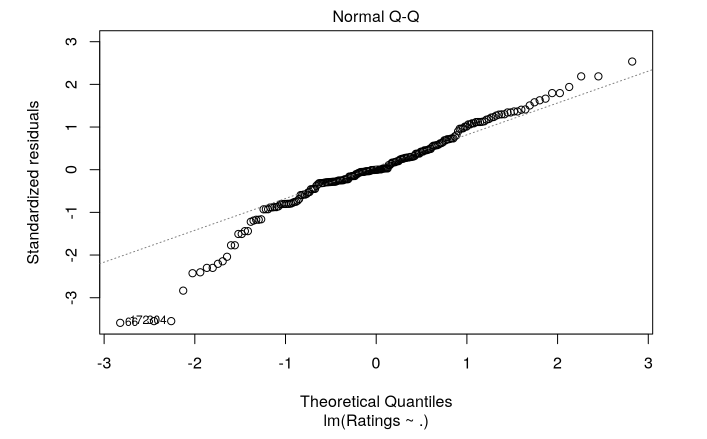 Normal Q-Q
Standardized residuals
3
2
1
0
-1
-2
-3
-3 -2 -1 0 1 2 3
Theoretical Quantiles
lm(Ratings ~ .)